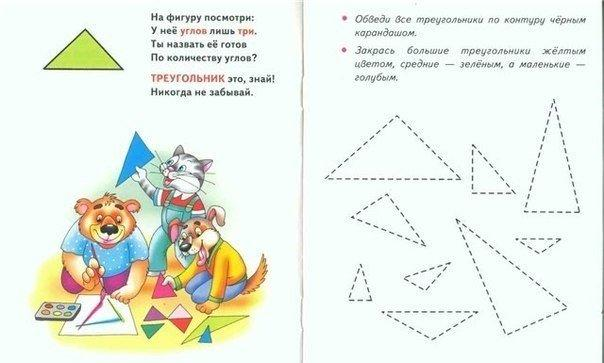 На фигуру посмотри:
У неё углов лишь три.
Ты назвать её готов
По количеству углов?
ТРЕУГОЛЬНИК это, знай!
Никогда не забывай.
• Обведи все треугольники по контуру чёрным
карандашом.
• Закрась большие треугольники жёлтым
цветом, средние — зелёным, а маленькие —
голубым.